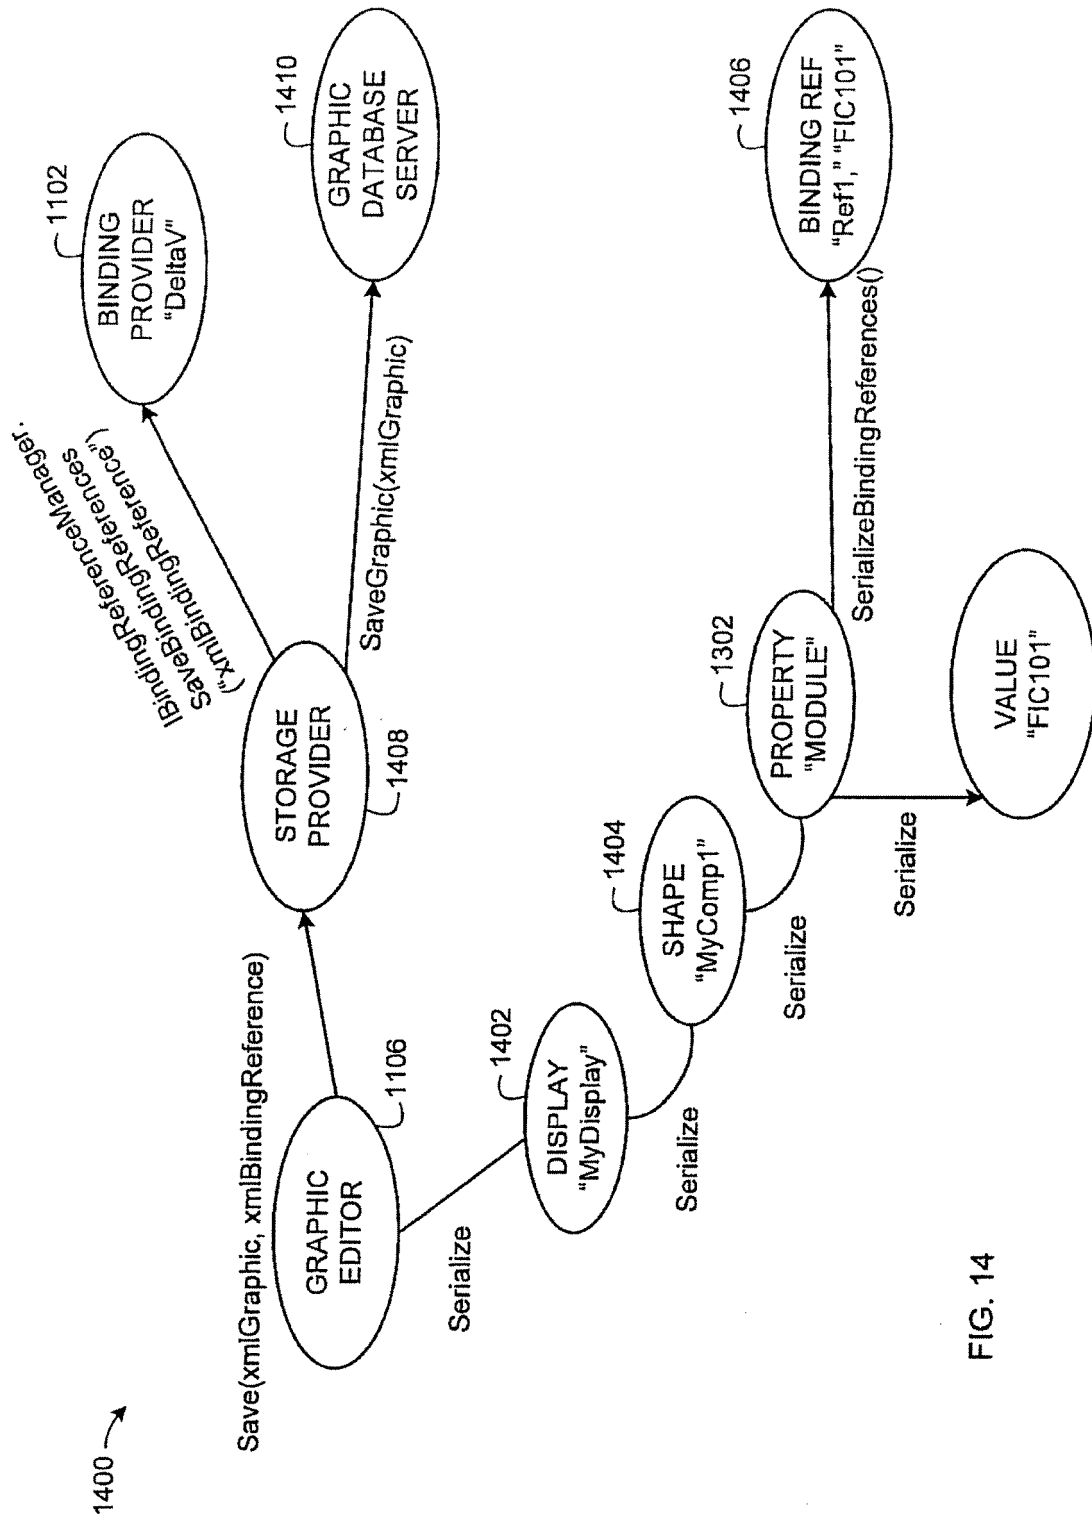 1400
Save(xmlGraphic, xmlBindingReference)
GRAPHIC
EDITOR
1106
Serialize
DISPLAY
"MyDisplay"
1402
Serialize
SHAPE
"MyComp1"
1404
Serialize
PROPERTY
"MODULE"
1302
Serialize
VALUE
"FIC101"
SerializeBindingReferences()
BINDING REF
"Ref1," "FIC101"
1406
STORAGE
PROVIDER
1408
IBindingReferenceManager.
SaveBindingReferences
("xmlBindingReference")
BINDING
PROVIDER
"DeltaV"
1102
SaveGraphic(xmlGraphic)
GRAPHIC
DATABASE
SERVER
1410
FIG. 14